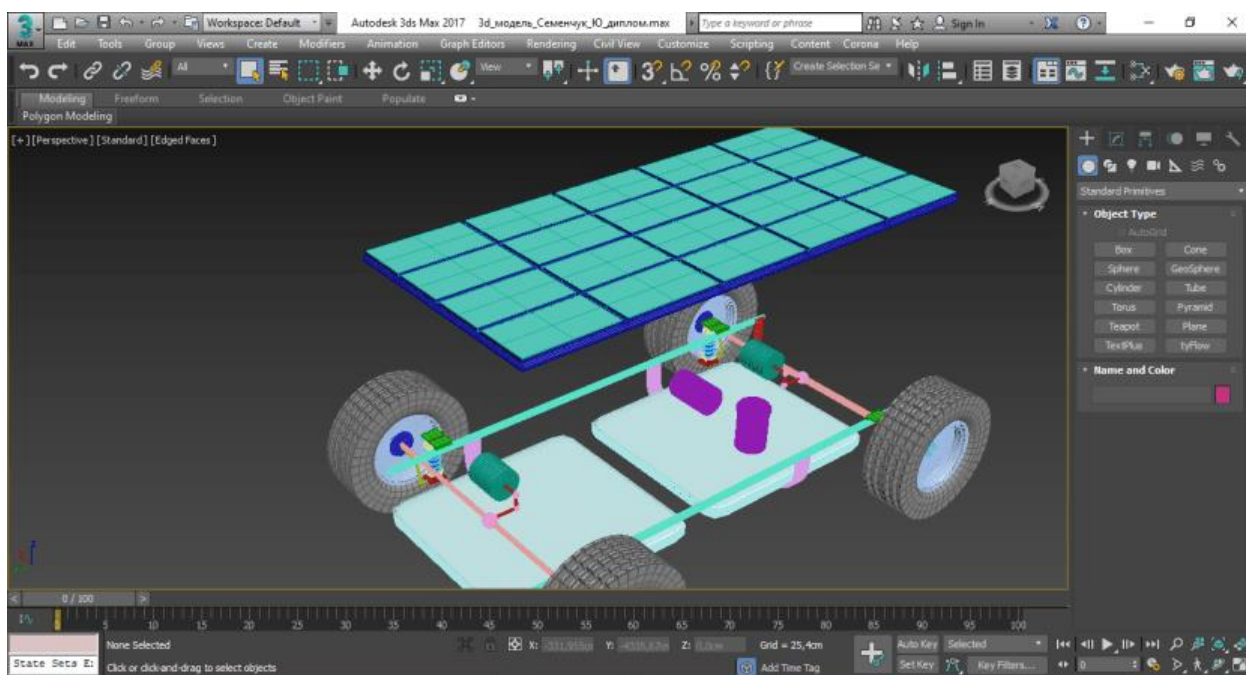 3
MAX
Workspace: Default
Autodesk 3ds Max 2017 3d_модель_Семенчук_Ю_диплом.max
Type a keyword or phrase
Sign In
Edit Tools Group Views Create Modifiers Animation Graph Editors Rendering Civil View Customize Scripting Content Corona Help
All
View
Create Selection Se
Modeling Freeform Selection Object Paint Populate
Polygon Modeling
[+] [Perspective] [Standard] [Edged Faces]
Standard Primitives
Object Type
AutoGrid
Box Cone
Sphere GeoSphere
Cylinder Tube
Torus Pyramid
Teapot Plane
TextPlus tyFlow
Name and Color
0 / 100
0 5 10 15 20 25 30 35 40 45 50 55 60 65 70 75 80 85 90 95 100
None Selected
X: Y: Z:
Grid = 25,4cm
Auto Key Selected
State Sets E:
Click or click-and-drag to select objects
Add Time Tag
Set Key Key Filters...
0